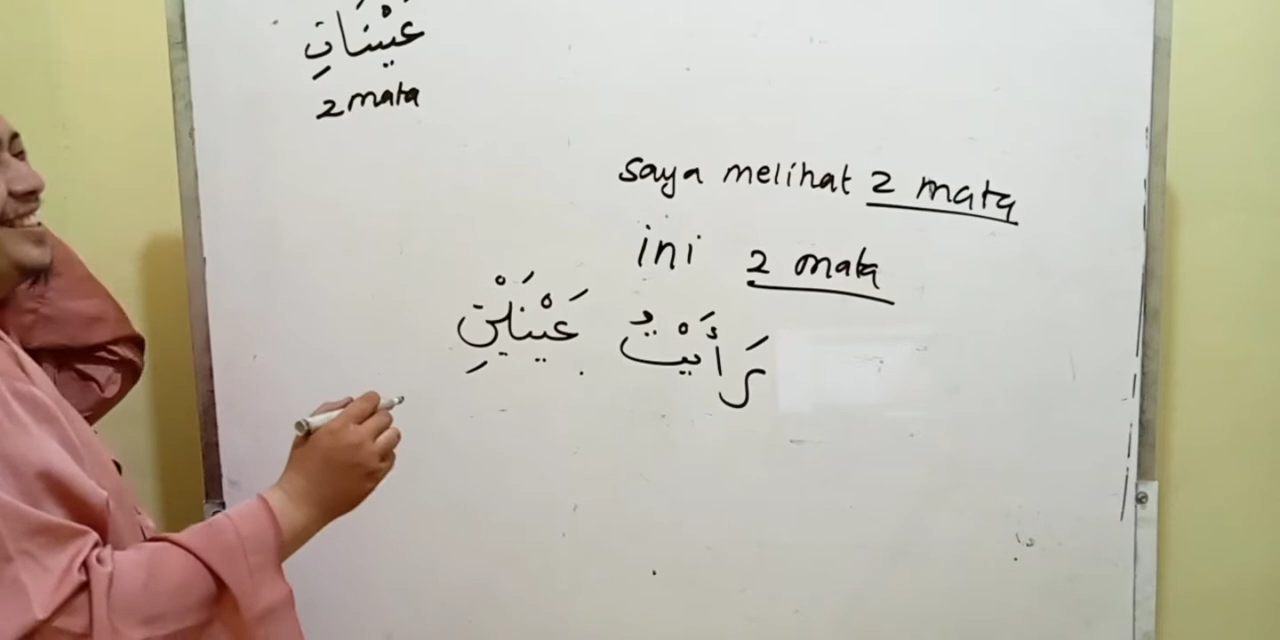 عَيْنَانِ
2 mata
saya melihat 2 mata
ini 2 mata
رَأَيْتُ عَيْنَيْنِ